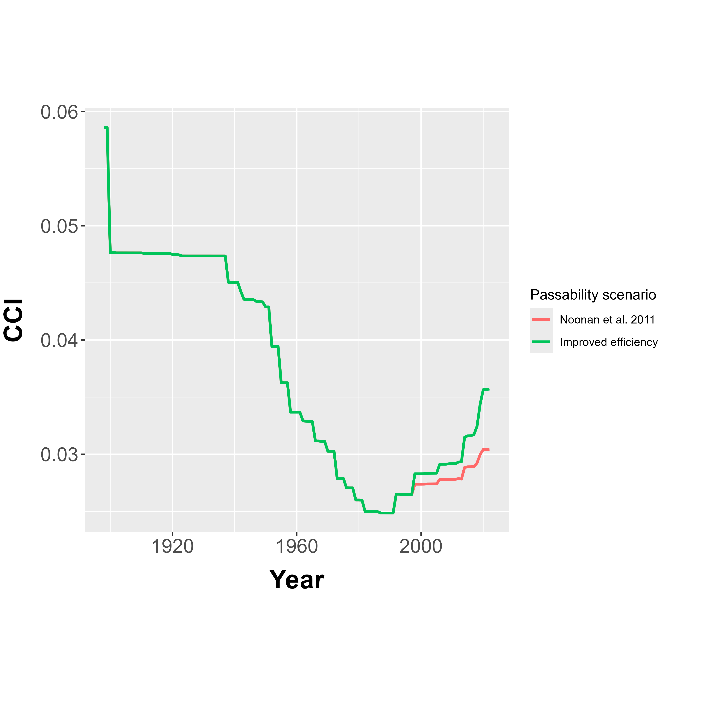 0.06
0.05
0.04
0.03
CCI
1920 1960 2000
Year
Passability scenario
Noonan et al. 2011
Improved efficiency